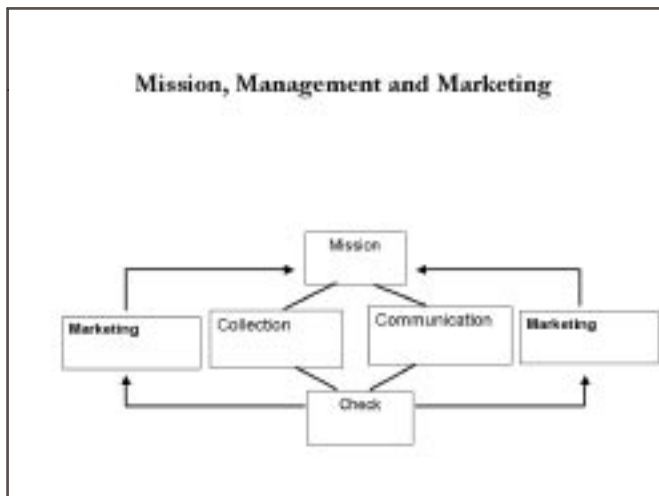 Mission, Management and Marketing
Mission
Marketing
Collection
Communication
Marketing
Check